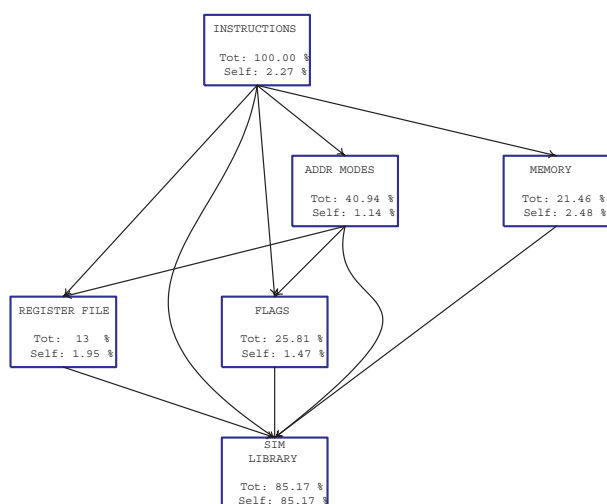 INSTRUCTIONS
Tot: 100.00 %
Self: 2.27 %
ADDR MODES
Tot: 40.94 %
Self: 1.14 %
MEMORY
Tot: 21.46 %
Self: 2.48 %
REGISTER FILE
Tot: 13 %
Self: 1.95 %
FLAGS
Tot: 25.81 %
Self: 1.47 %
SIM
LIBRARY
Tot: 85.17 %
Self: 85.17 %